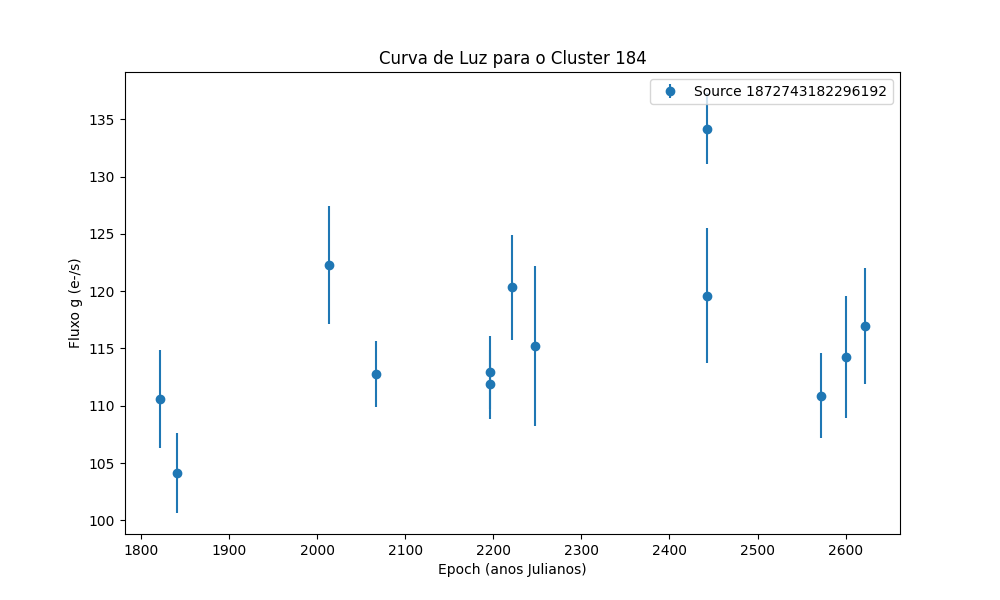 Curva de Luz para o Cluster 184
Source 1872743182296192
Fluxo g (e-/s)
135
130
125
120
115
110
105
100
1800 1900 2000 2100 2200 2300 2400 2500 2600
Epoch (anos Julianos)